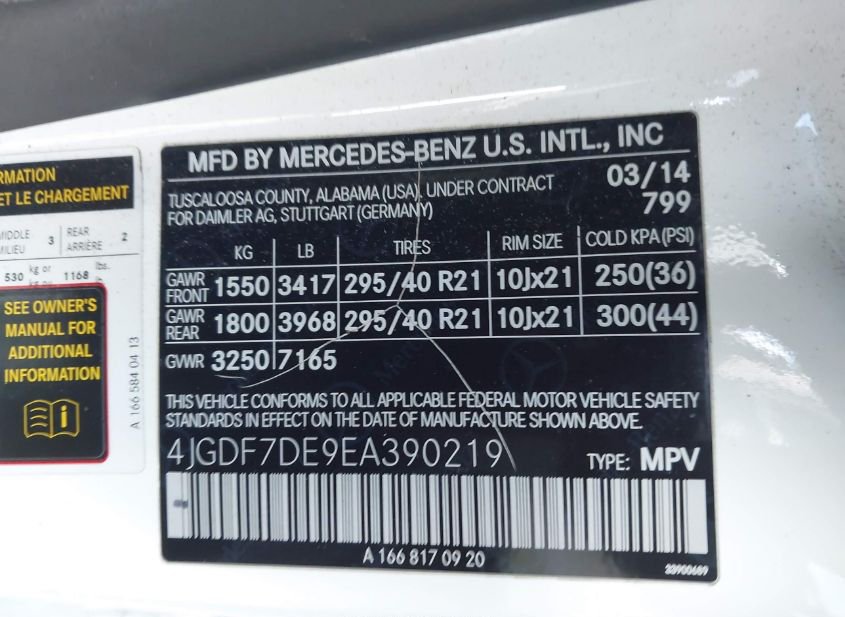 RMATION
ET LE CHARGEMENT
MIDDLE 3 REAR 2
MILIEU ARRIÈRE
530 kg or 1168 lbs.
SEE OWNER'S
MANUAL FOR
ADDITIONAL
INFORMATION
A 166 584 04 13
MFD BY MERCEDES-BENZ U.S. INTL., INC
TUSCALOOSA COUNTY, ALABAMA (USA), UNDER CONTRACT 03/14
FOR DAIMLER AG, STUTTGART (GERMANY) 799
KG LB TIRES RIM SIZE COLD KPA(PSI)
GAWR FRONT 1550 3417 295/40 R21 10Jx21 250(36)
GAWR REAR 1800 3968 295/40 R21 10Jx21 300(44)
GVWR 3250 7165
THIS VEHICLE CONFORMS TO ALL APPLICABLE FEDERAL MOTOR VEHICLE SAFETY
STANDARDS IN EFFECT ON THE DATE OF MANUFACTURE SHOWN ABOVE.
4JGDF7DE9EA390219 TYPE: MPV
A 166 817 09 20
33900689